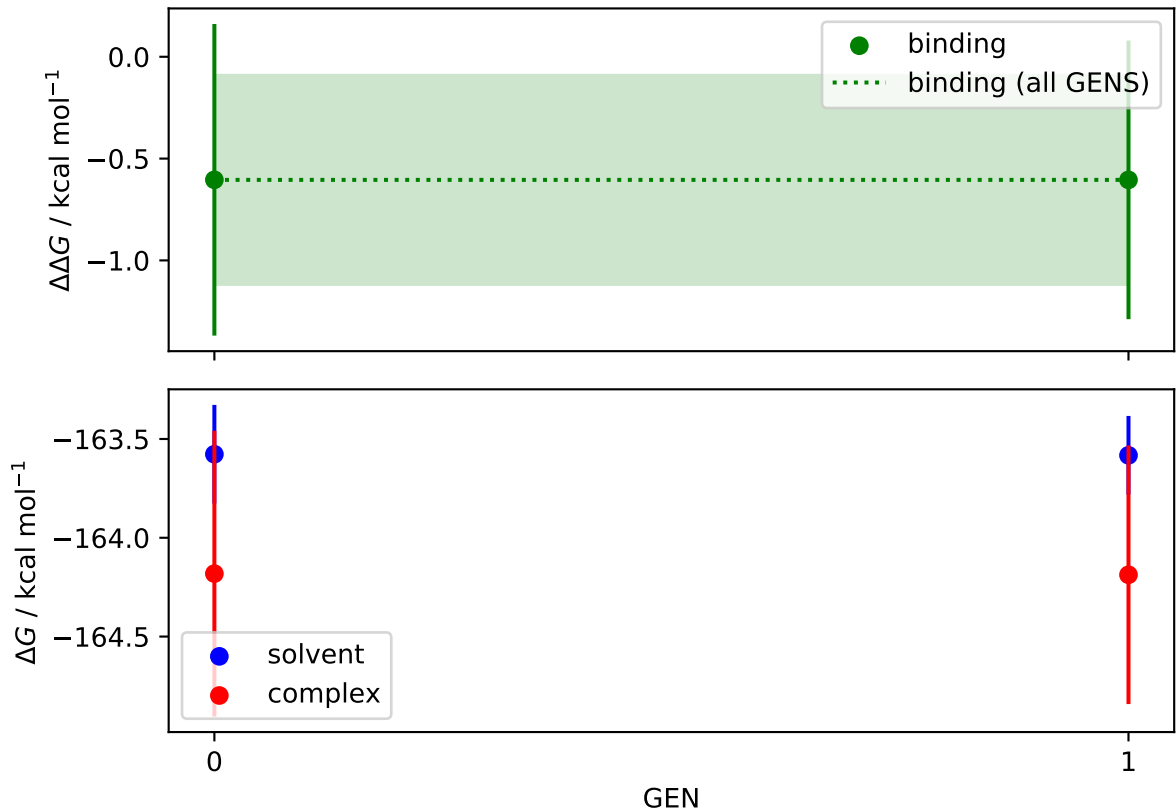 ΔΔG / kcal mol⁻¹
0.0
−0.5
−1.0
binding
binding (all GENS)
ΔG / kcal mol⁻¹
−163.5
−164.0
−164.5
solvent
complex
0
1
GEN